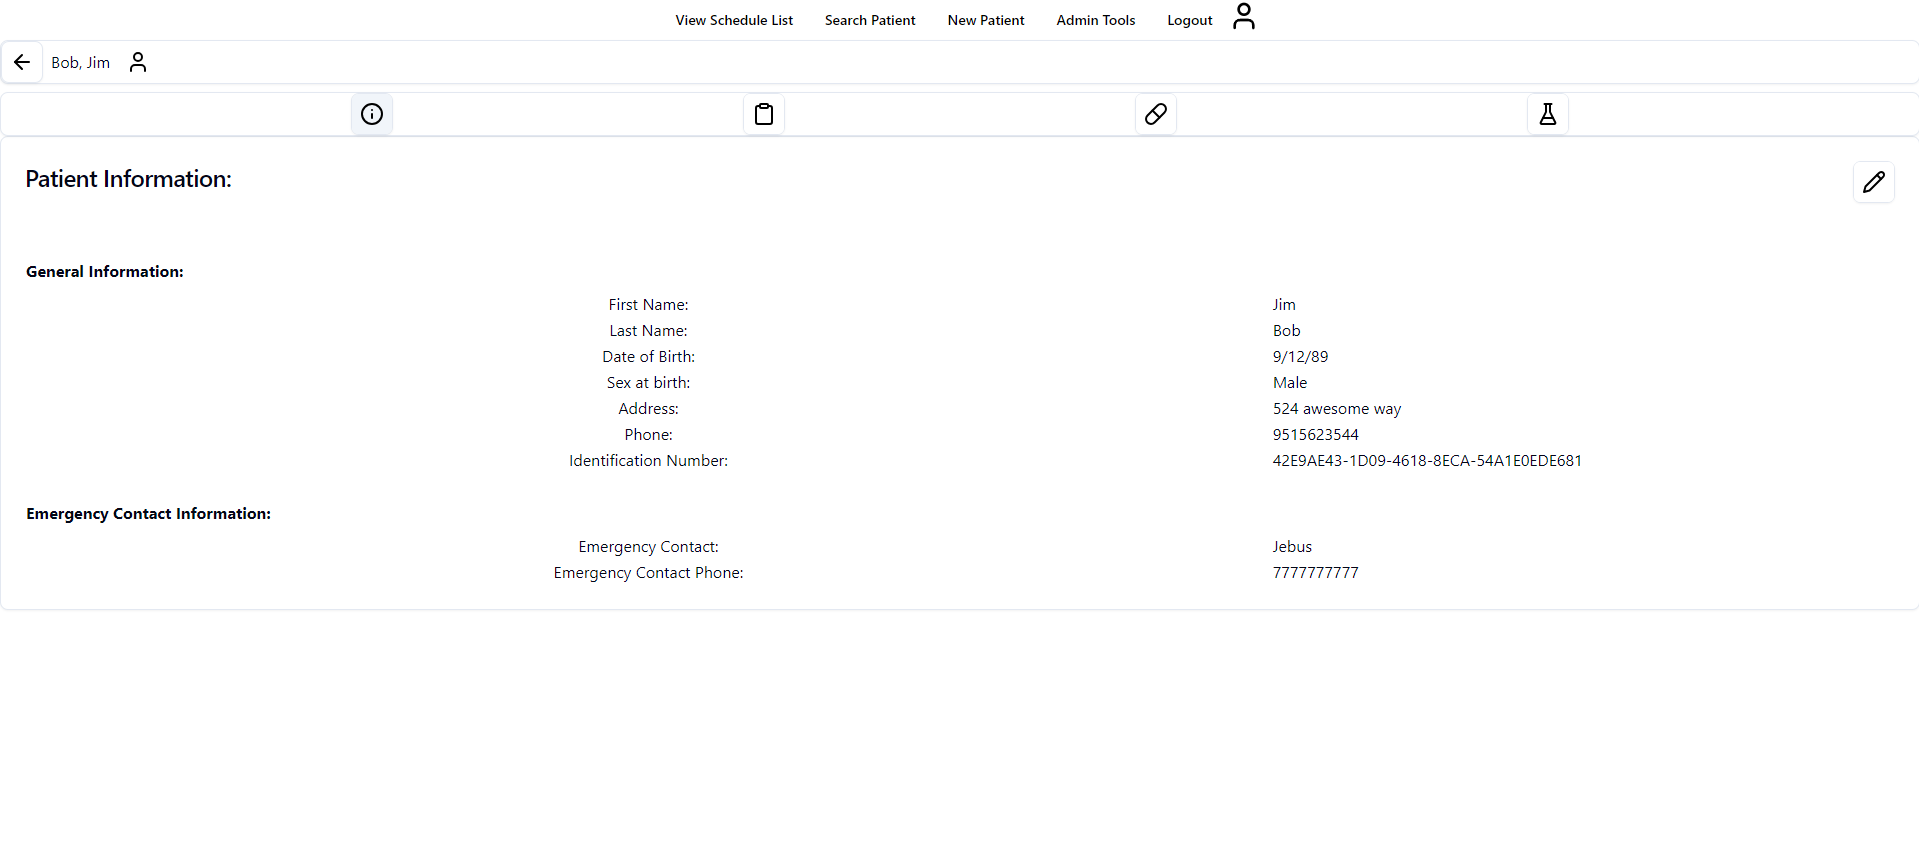 View Schedule List Search Patient New Patient Admin Tools Logout
Bob, Jim
Patient Information:
General Information:
First Name: Jim
Last Name: Bob
Date of Birth: 9/12/89
Sex at birth: Male
Address: 524 awesome way
Phone: 9515623544
Identification Number: 42E9AE43-1D09-4618-8ECA-54A1E0EDE681
Emergency Contact Information:
Emergency Contact: Jebus
Emergency Contact Phone: 7777777777